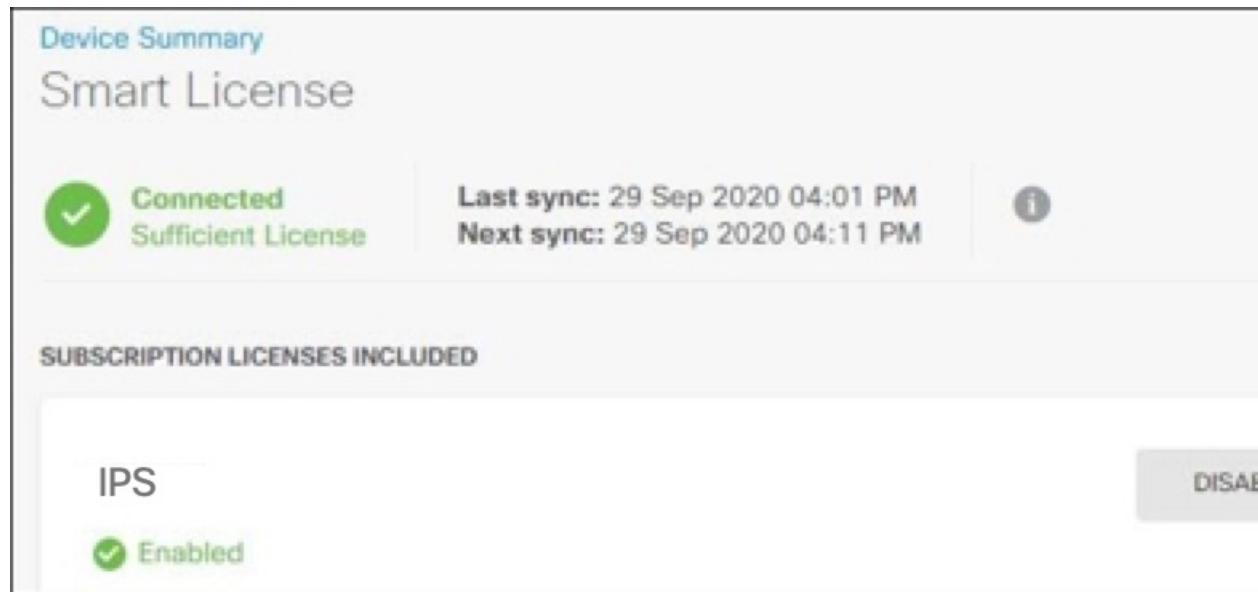 Device Summary
Smart License
Connected
Sufficient License
Last sync: 29 Sep 2020 04:01 PM
Next sync: 29 Sep 2020 04:11 PM
i
SUBSCRIPTION LICENSES INCLUDED
IPS
DISAB
Enabled